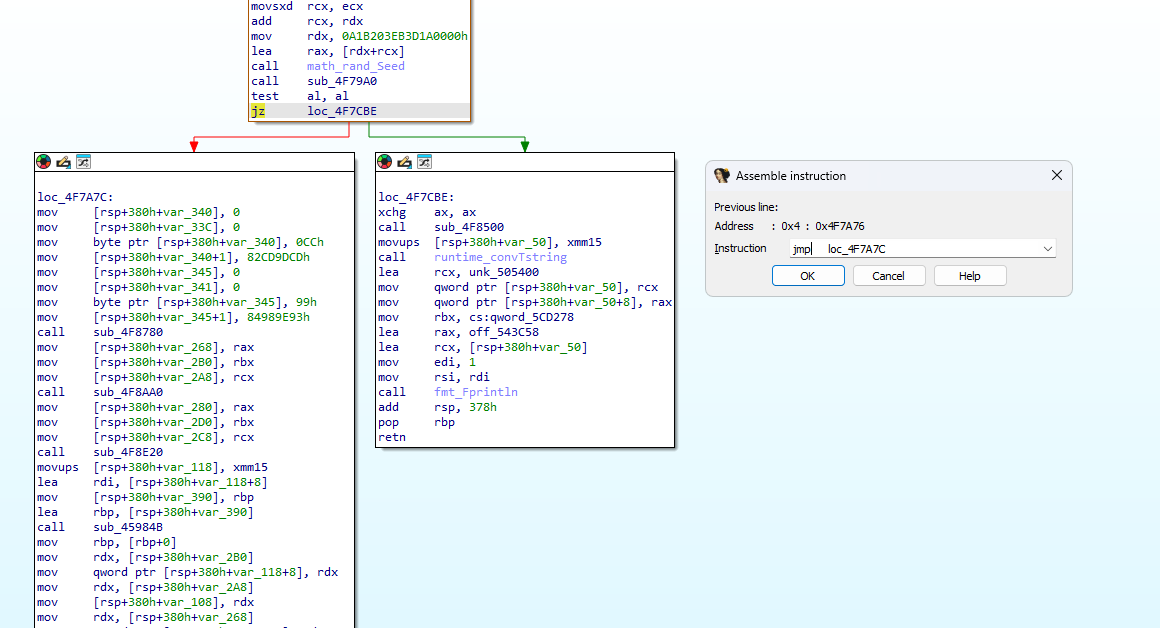 movsxd rcx, ecx
add rcx, rdx
mov rdx, 0A1B203EB3D1A0000h
lea rax, [rdx+rcx]
call math_rand_Seed
call sub_4F79A0
test al, al
jz loc_4F7CBE
loc_4F7A7C:
mov [rsp+380h+var_340], 0
mov [rsp+380h+var_33C], 0
mov byte ptr [rsp+380h+var_340], 0CCh
mov [rsp+380h+var_340+1], 82CD9DCDh
mov [rsp+380h+var_345], 0
mov [rsp+380h+var_341], 0
mov byte ptr [rsp+380h+var_345], 99h
mov [rsp+380h+var_345+1], 84989E93h
call sub_4F8780
mov [rsp+380h+var_268], rax
mov [rsp+380h+var_2B0], rbx
mov [rsp+380h+var_2A8], rcx
call sub_4F8AA0
mov [rsp+380h+var_280], rax
mov [rsp+380h+var_2D0], rbx
mov [rsp+380h+var_2C8], rcx
call sub_4F8E20
movups [rsp+380h+var_118], xmm15
lea rdi, [rsp+380h+var_118+8]
mov [rsp+380h+var_390], rbp
lea rbp, [rsp+380h+var_390]
call sub_45984B
mov rbp, [rbp+0]
mov rdx, [rsp+380h+var_2B0]
mov qword ptr [rsp+380h+var_118+8], rdx
mov rdx, [rsp+380h+var_2A8]
mov [rsp+380h+var_108], rdx
mov rdx, [rsp+380h+var_268]
loc_4F7CBE:
xchg ax, ax
call sub_4F8500
movups [rsp+380h+var_50], xmm15
call runtime_convTstring
lea rcx, unk_505400
mov qword ptr [rsp+380h+var_50], rcx
mov qword ptr [rsp+380h+var_50+8], rax
mov rbx, cs:qword_5CD278
lea rax, off_543C58
lea rcx, [rsp+380h+var_50]
mov edi, 1
mov rsi, rdi
call fmt_Fprintln
add rsp, 378h
pop rbp
retn
Assemble instruction
Previous line:
Address : 0x4 : 0x4F7A76
Instruction jmp loc_4F7A7C
OK Cancel Help